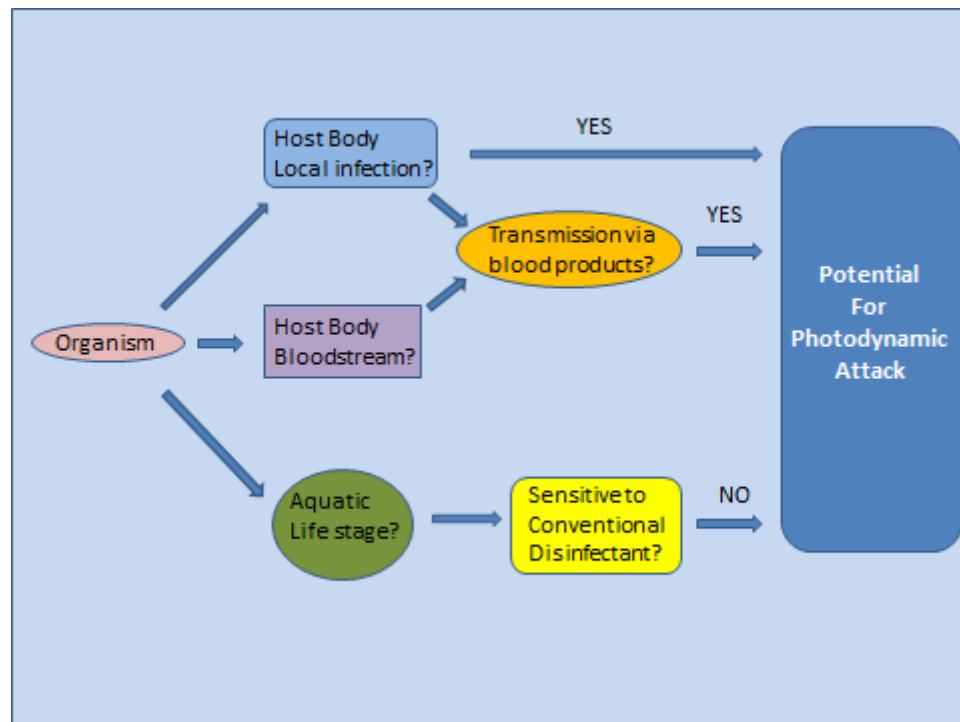 Host Body
Local infection?
YES
Transmission via
blood products?
YES
Potential
For
Photodynamic
Attack
Organism
Host Body
Bloodstream?
Aquatic
Life stage?
Sensitive to
Conventional
Disinfectant?
NO